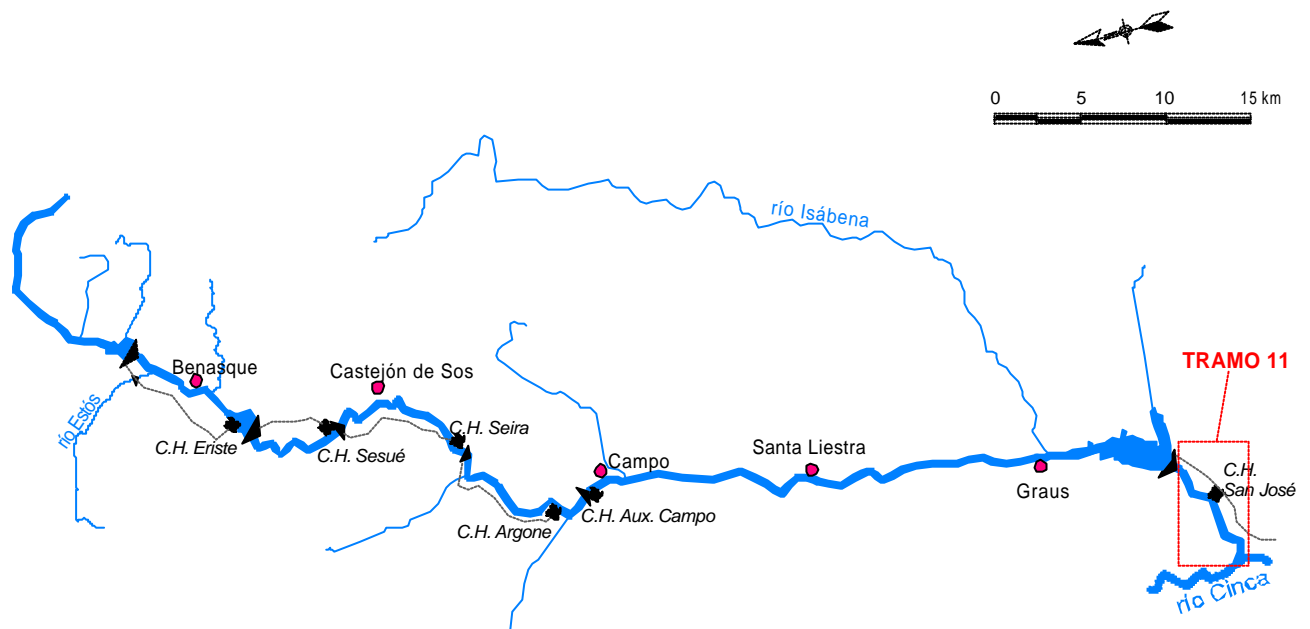 0 5 10 15 km
río Isábena
TRAMO 11
Benasque
Castejón de Sos
río Estós
C.H. Eriste
C.H. Sesué
C.H. Seira
Campo
Santa Liestra
Graus
C.H.
San José
C.H. Argone
C.H. Aux. Campo
río Cinca